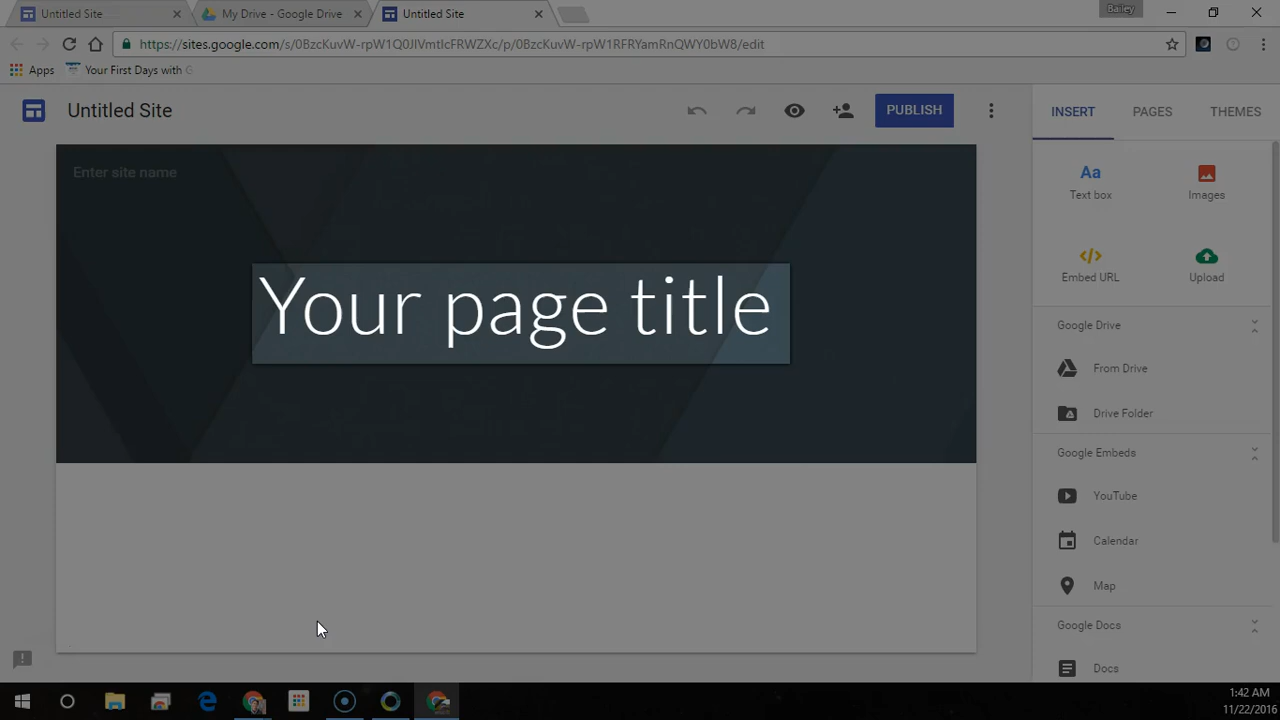 Untitled Site
My Drive - Google Drive
Untitled Site
Bailey
https://sites.google.com/s/0BzcKuvW-rpW1Q0JIVmtIcFRWZXc/p/0BzcKuvW-rpW1RFRYamRnQWY0bW8/edit
Apps
Your First Days with G
Untitled Site
PUBLISH
INSERT
PAGES
THEMES
Enter site name
Your page title
Aa
Text box
Images
Embed URL
Upload
Google Drive
From Drive
Drive Folder
Google Embeds
YouTube
Calendar
Map
Google Docs
Docs
1:42 AM
11/22/2016